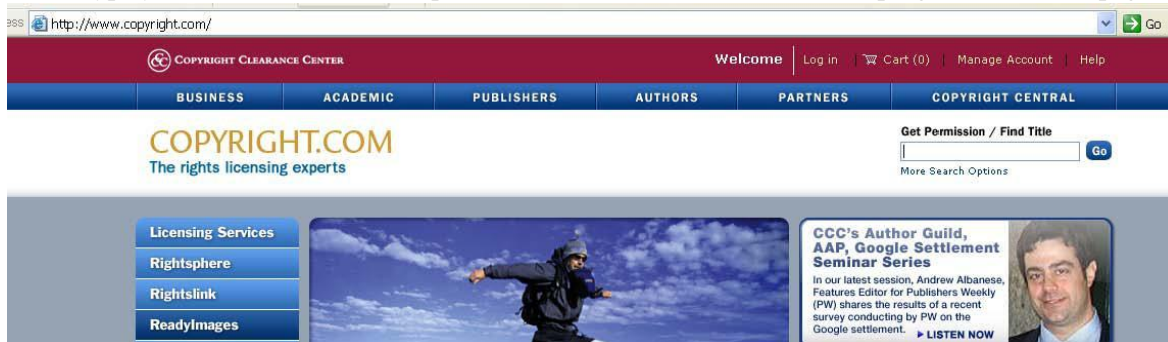 ess http://www.copyright.com/ Go
COPYRIGHT CLEARANCE CENTER Welcome | Log in | Cart (0) | Manage Account | Help
BUSINESS ACADEMIC PUBLISHERS AUTHORS PARTNERS COPYRIGHT CENTRAL
COPYRIGHT.COM
The rights licensing experts
Get Permission / Find Title
Go
More Search Options
Licensing Services
Rightsphere
Rightslink
ReadyImages
CCC's Author Guild,
AAP, Google Settlement
Seminar Series
In our latest session, Andrew Albanese,
Features Editor for Publishers Weekly
(PW) shares the results of a recent
survey conducting by PW on the
Google settlement. ▶ LISTEN NOW